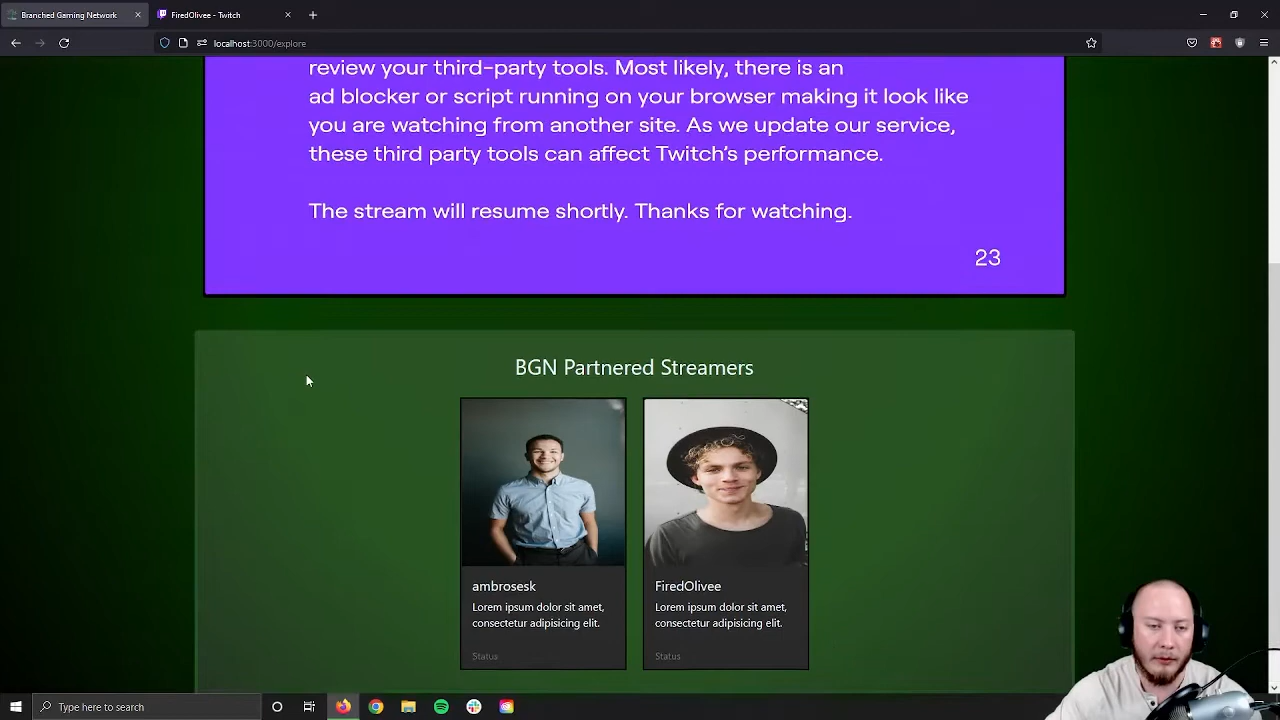 Branched Gaming Network
FiredOlivee - Twitch
localhost:3000/explore
review your third-party tools. Most likely, there is an
ad blocker or script running on your browser making it look like
you are watching from another site. As we update our service,
these third party tools can affect Twitch's performance.
The stream will resume shortly. Thanks for watching.
23
BGN Partnered Streamers
ambrosesk
Lorem ipsum dolor sit amet,
consectetur adipisicing elit.
Status
FiredOlivee
Lorem ipsum dolor sit amet,
consectetur adipisicing elit.
Status
Type here to search